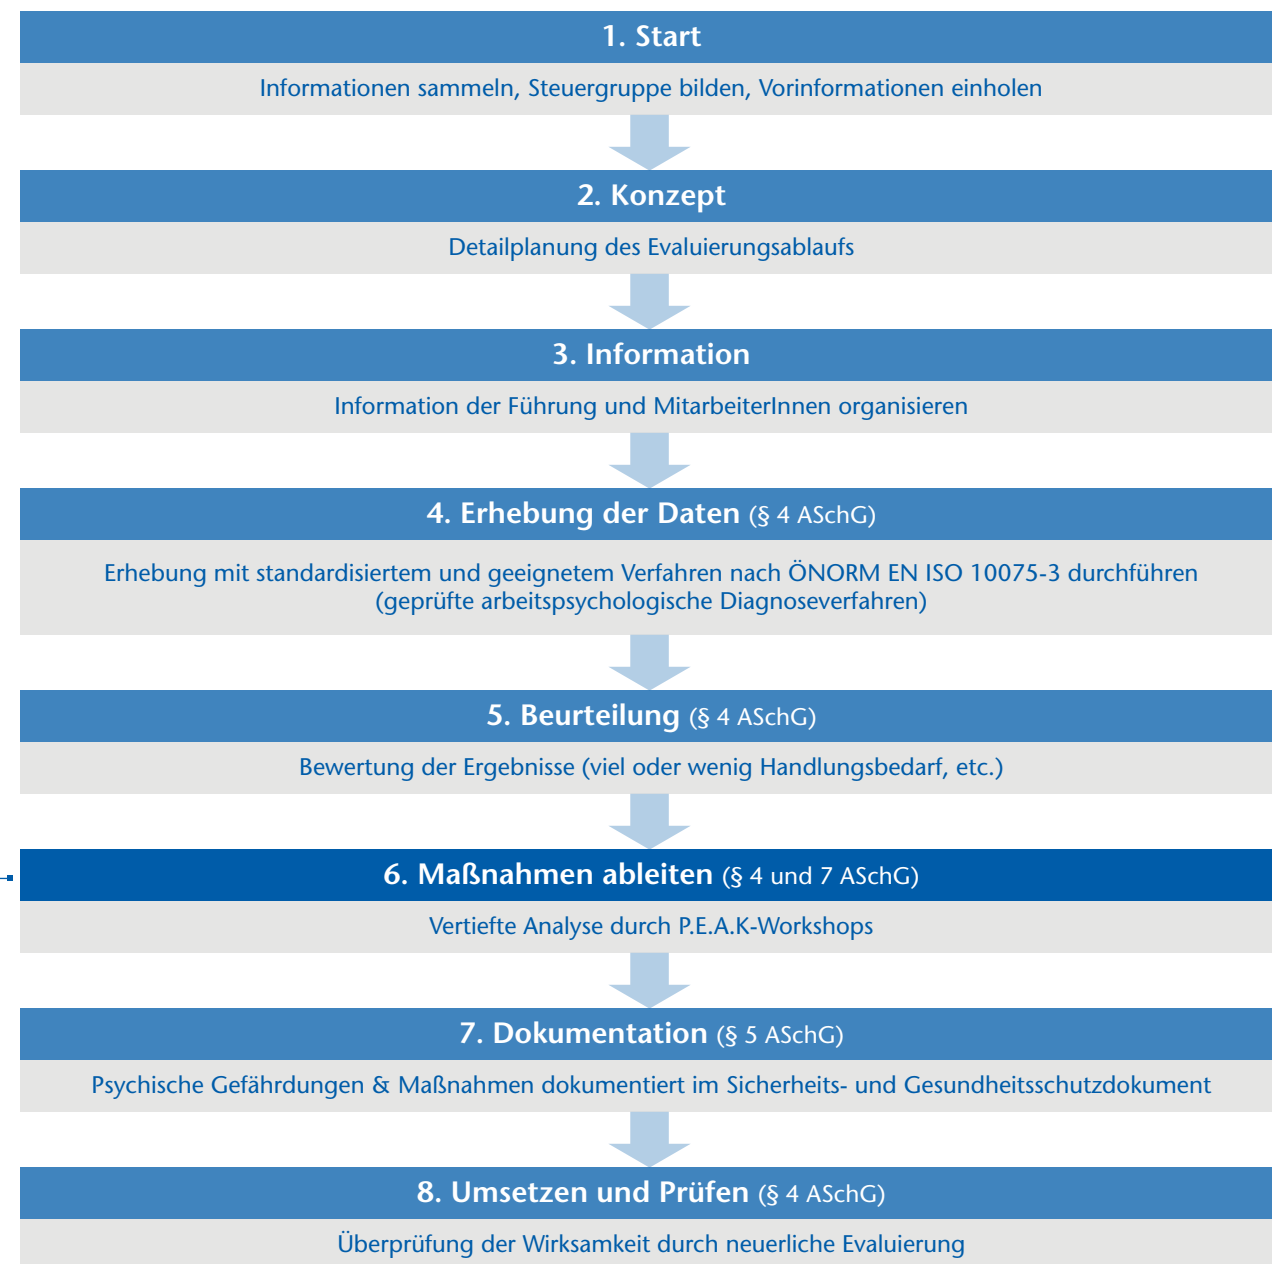 1. Start
Informationen sammeln, Steuergruppe bilden, Vorinformationen einholen
2. Konzept
Detailplanung des Evaluierungsablaufs
3. Information
Information der Führung und MitarbeiterInnen organisieren
4. Erhebung der Daten (§ 4 ASchG)
Erhebung mit standardisiertem und geeignetem Verfahren nach ÖNORM EN ISO 10075-3 durchführen
(geprüfte arbeitspsychologische Diagnoseverfahren)
5. Beurteilung (§ 4 ASchG)
Bewertung der Ergebnisse (viel oder wenig Handlungsbedarf, etc.)
6. Maßnahmen ableiten (§ 4 und 7 ASchG)
Vertiefte Analyse durch P.E.A.K-Workshops
7. Dokumentation (§ 5 ASchG)
Psychische Gefährdungen & Maßnahmen dokumentiert im Sicherheits- und Gesundheitsschutzdokument
8. Umsetzen und Prüfen (§ 4 ASchG)
Überprüfung der Wirksamkeit durch neuerliche Evaluierung